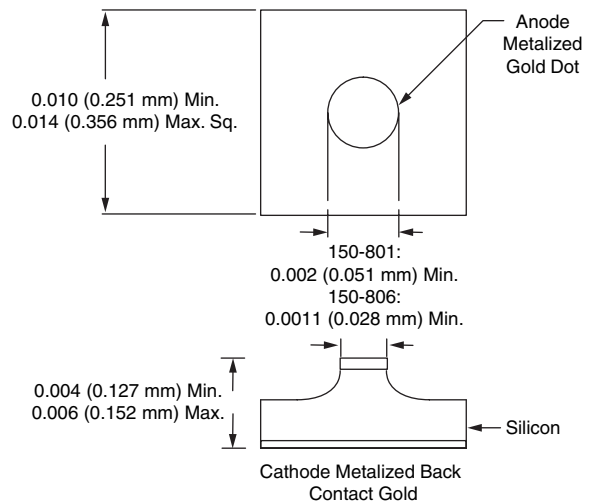 Anode
Metalized
Gold Dot
0.010 (0.251 mm) Min.
0.014 (0.356 mm) Max. Sq.
150-801:
0.002 (0.051 mm) Min.
150-806:
0.0011 (0.028 mm) Min.
0.004 (0.127 mm) Min.
0.006 (0.152 mm) Max.
Silicon
Cathode Metalized Back
Contact Gold